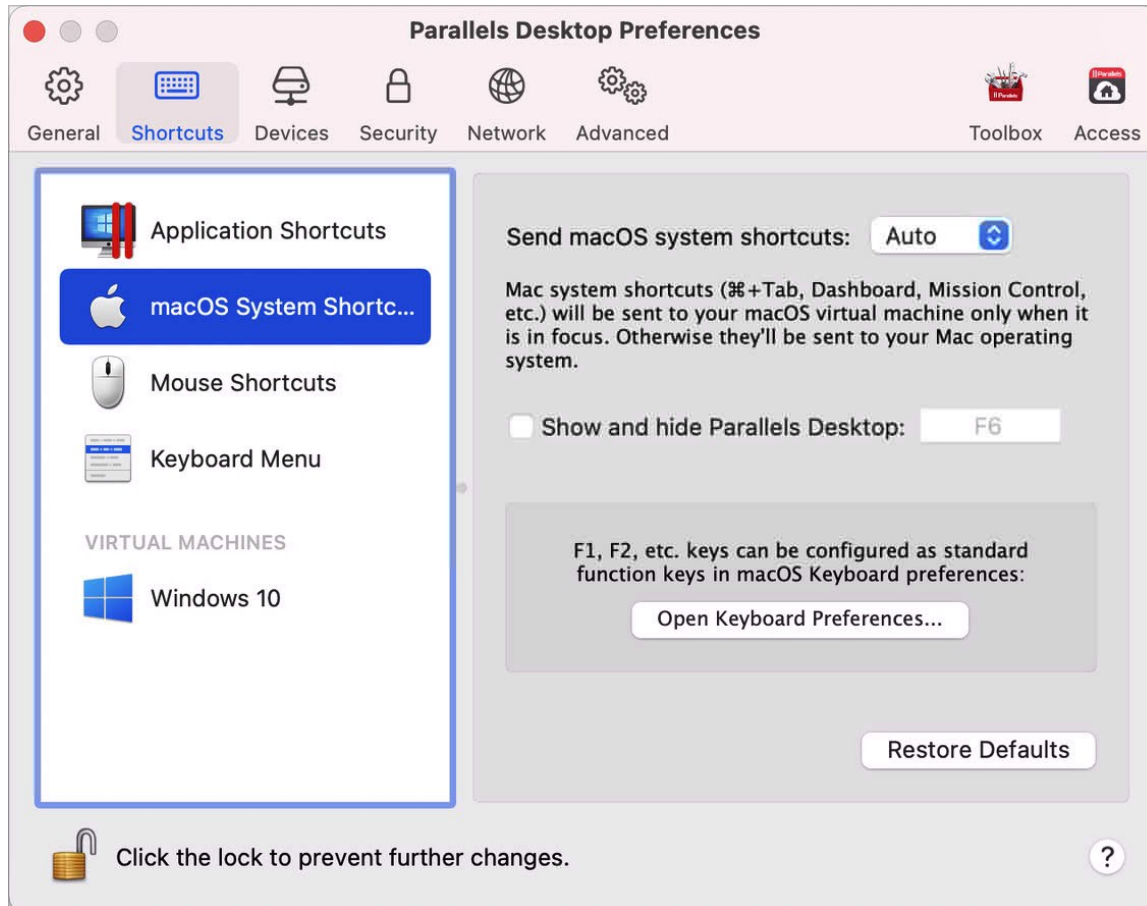 Parallels Desktop Preferences
General Shortcuts Devices Security Network Advanced Toolbox Access
Application Shortcuts
macOS System Shortc...
Mouse Shortcuts
Keyboard Menu
VIRTUAL MACHINES
Windows 10
Send macOS system shortcuts: Auto
Mac system shortcuts (⌘+Tab, Dashboard, Mission Control,
etc.) will be sent to your macOS virtual machine only when it
is in focus. Otherwise they'll be sent to your Mac operating
system.
Show and hide Parallels Desktop: F6
F1, F2, etc. keys can be configured as standard
function keys in macOS Keyboard preferences:
Open Keyboard Preferences...
Restore Defaults
Click the lock to prevent further changes.
?